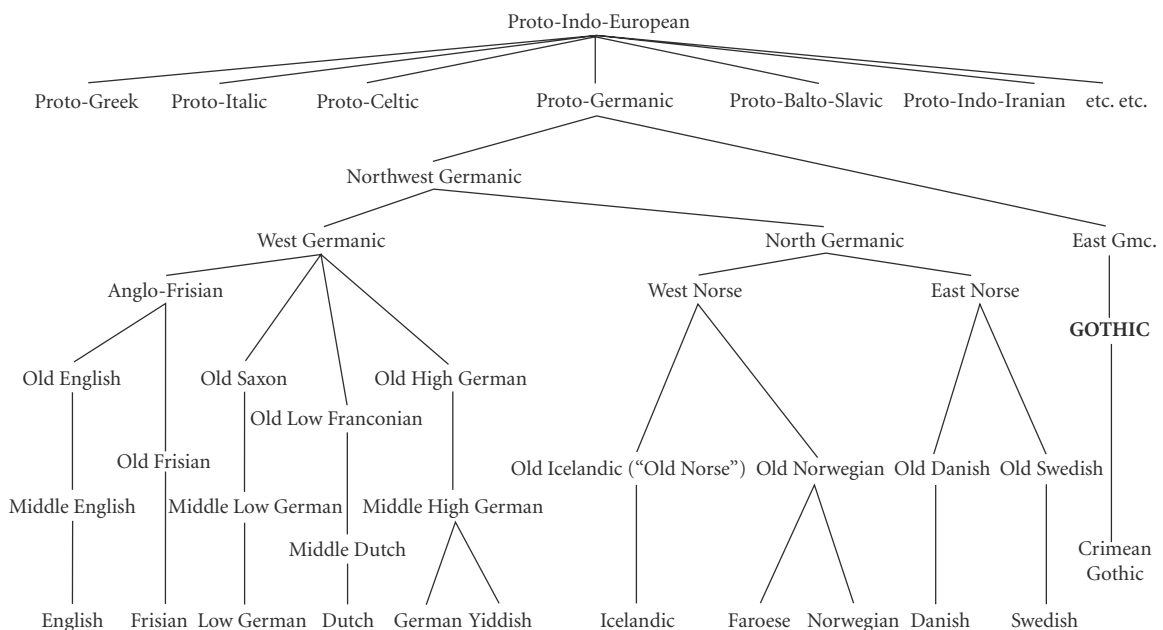 Proto-Indo-European
Proto-Greek Proto-Italic Proto-Celtic Proto-Germanic Proto-Balto-Slavic Proto-Indo-Iranian etc. etc.
Northwest Germanic
West Germanic North Germanic East Gmc.
Anglo-Frisian West Norse East Norse
GOTHIC
Old English Old Saxon Old High German
Old Low Franconian
Old Frisian Old Icelandic (“Old Norse”) Old Norwegian Old Danish Old Swedish
Middle English Middle Low German Middle High German
Middle Dutch Crimean
Gothic
English Frisian Low German Dutch German Yiddish Icelandic Faroese Norwegian Danish Swedish